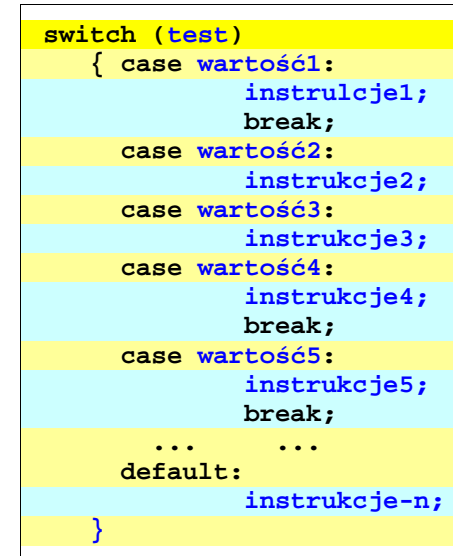 switch (test)
{ case wartość1:
instrulcje1;
break;
case wartość2:
instrukcje2;
case wartość3:
instrukcje3;
case wartość4:
instrukcje4;
break;
case wartość5:
instrukcje5;
break;
... ...
default:
instrukcje-n;
}